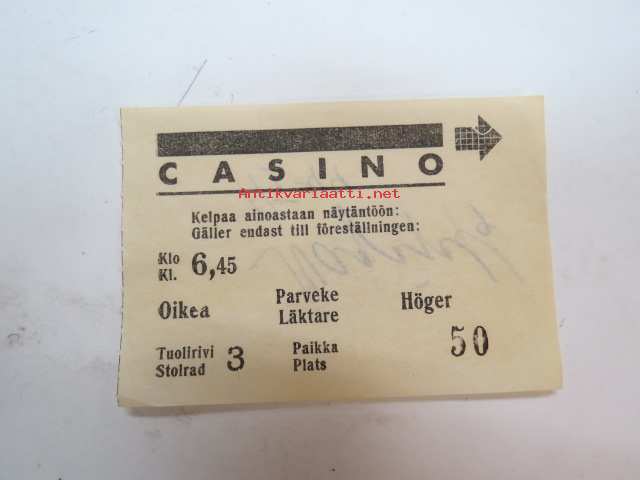 CASINO
Antikvariaatti.net
Kelpaa ainoastaan näytäntöön:
Gäller endast till föreställningen:
Klo
Kl. 6,45
Oikea Parveke Höger
Läktare
Tuolirivi 3 Paikka 50
Stolrad Plats